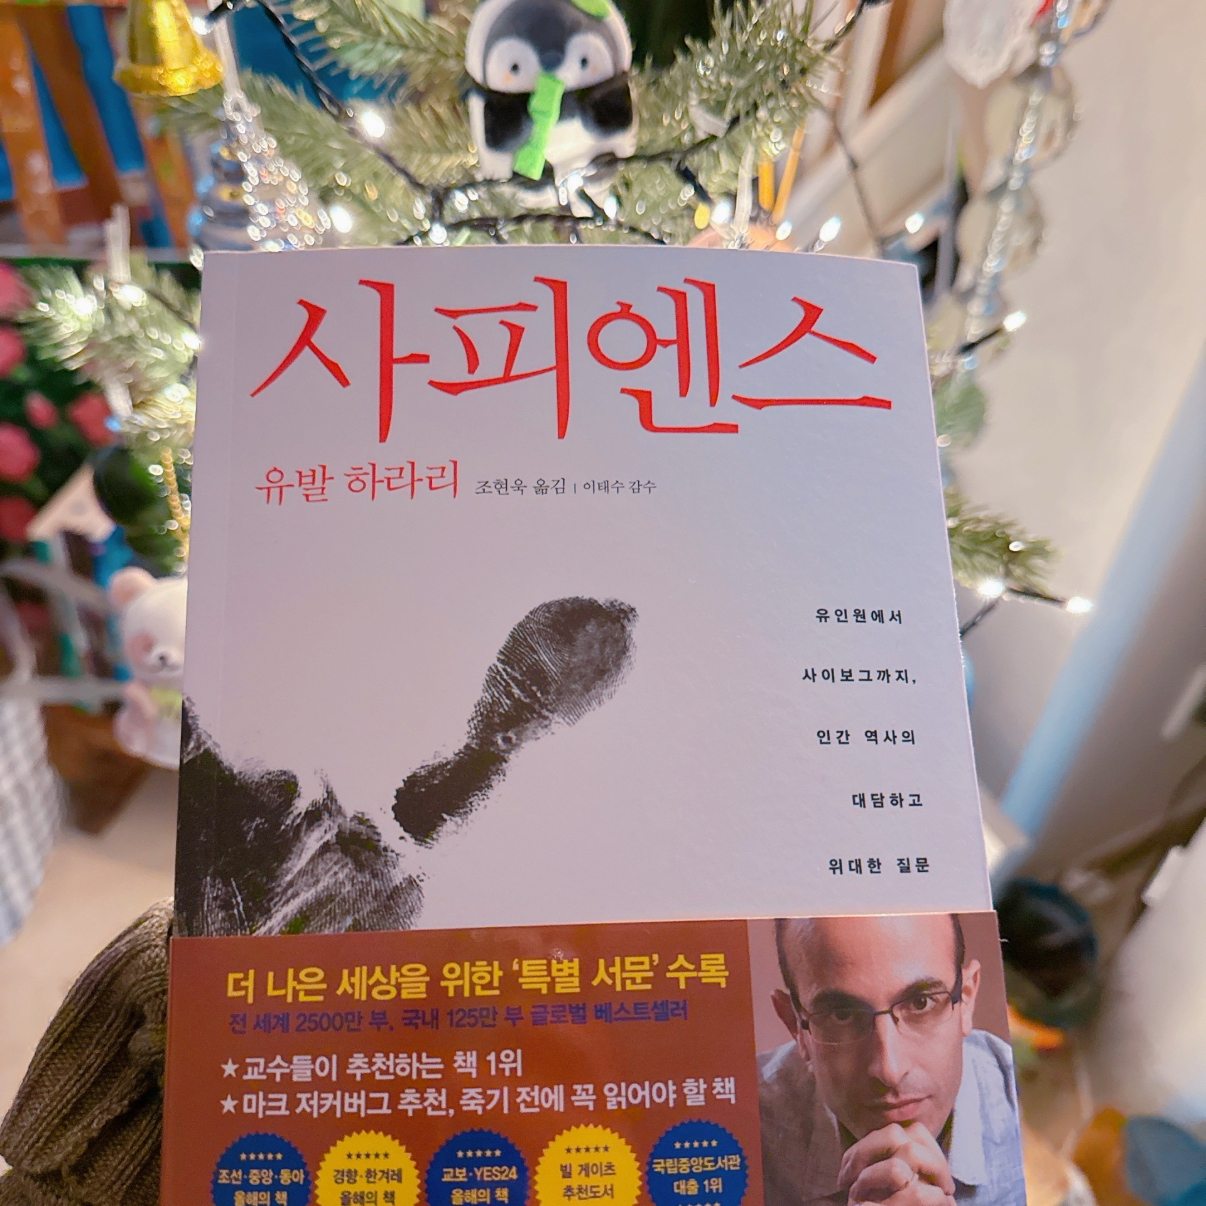 사피엔스
유발 하라리 조현욱 옮김 | 이태수 감수
유인원에서
사이보그까지,
인간 역사의
대담하고
위대한 질문
더 나은 세상을 위한 ‘특별 서문’ 수록
전 세계 2500만 부, 국내 125만 부 글로벌 베스트셀러
★교수들이 추천하는 책 1위
★마크 저커버그 추천, 죽기 전에 꼭 읽어야 할 책
★★★★★
조선·중앙·동아
올해의 책
★★★★★
경향·한겨레
올해의 책
★★★★★
교보·YES24
올해의 책
★★★★★
빌 게이츠
추천도서
★★★★★
국립중앙도서관
대출 1위